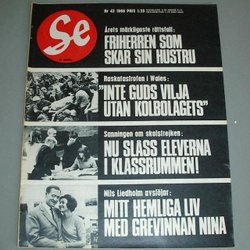 Nr 43 1966 PRIS 1:35
Se
Årets märkligaste rättsfall:
FRIHERREN SOM
SKAR SIN HUSTRU
Raskatastrofen i Wales:
"INTE GUDS VILJA
UTAN KOLBOLAGETS"
Sanningen om skolstrejken:
NU SLÅSS ELEVERNA
I KLASSRUMMEN!
Nils Liedholm avslöjar:
MITT HEMLIGA LIV
MED GREVINNAN NINA